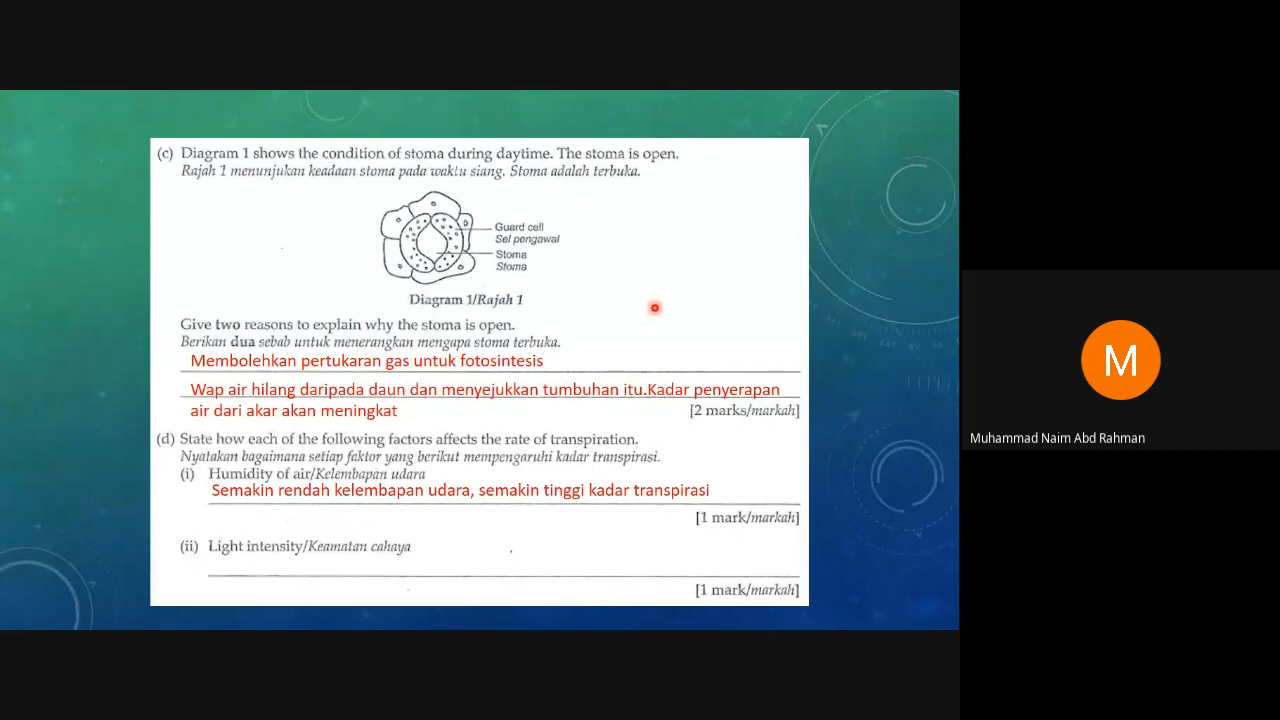 (c) Diagram 1 shows the condition of stoma during daytime. The stoma is open.
Rajah 1 menunjukan keadaan stoma pada waktu siang. Stoma adalah terbuka.
Guard cell
Sel pengawal
Stoma
Stoma
Diagram 1/Rajah 1
Give two reasons to explain why the stoma is open.
Berikan dua sebab untuk menerangkan mengapa stoma terbuka.
Membolehkan pertukaran gas untuk fotosintesis
Wap air hilang daripada daun dan menyejukkan tumbuhan itu.Kadar penyerapan
air dari akar akan meningkat
[2 marks/markah]
(d) State how each of the following factors affects the rate of transpiration.
Nyatakan bagaimana setiap faktor yang berikut mempengaruhi kadar transpirasi.
(i) Humidity of air/Kelembapan udara
Semakin rendah kelembapan udara, semakin tinggi kadar transpirasi
[1 mark/markah]
(ii) Light intensity/Keamatan cahaya
[1 mark/markah]
M
Muhammad Naim Abd Rahman